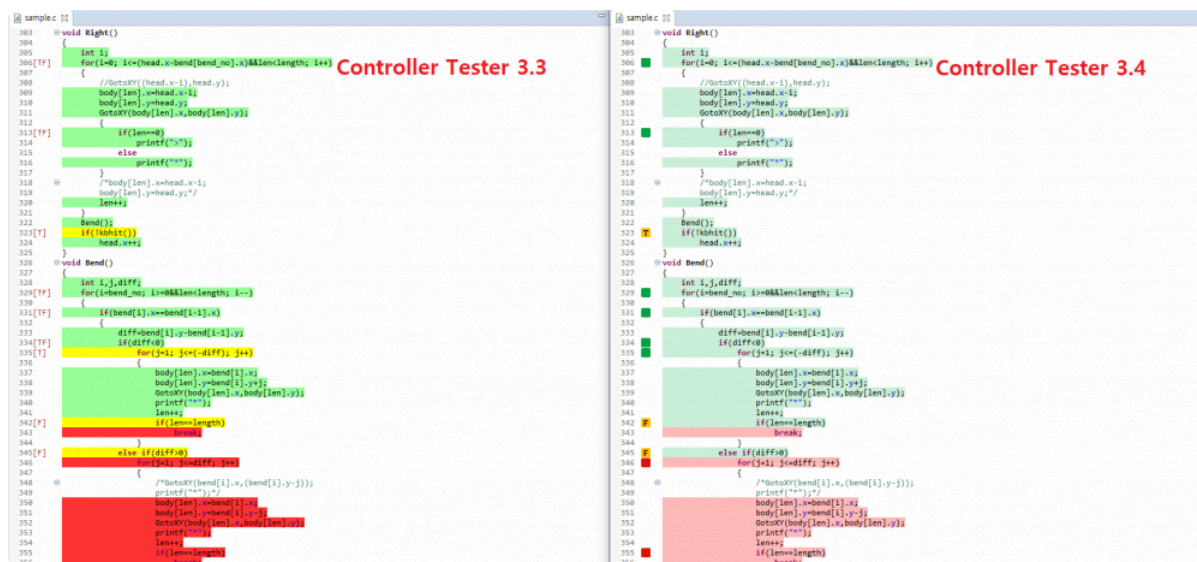 sample.c
303 void Right()
304 {
305 int i;
306[TF] for(i=0; i<=(head.x-bend[bend_no].x)&&len<length; i++)
Controller Tester 3.3
307 {
308 //GotoXY((head.x-i),head.y);
309 body[len].x=head.x-i;
310 body[len].y=head.y;
311 GotoXY(body[len].x,body[len].y);
312 {
313[TF] if(len==0)
314 printf(">");
315 else
316 printf("*");
317 }
318 /*body[len].x=head.x-i;
319 body[len].y=head.y;*/
320 len++;
321 }
322 Bend();
323[T] if(!kbhit())
324 head.x++;
325 }
326 void Bend()
327 {
328 int i,j,diff;
329[TF] for(i=bend_no; i>=0&&len<length; i--)
330 {
331[TF] if(bend[i].x==bend[i-1].x)
332 {
333 diff=bend[i].y-bend[i-1].y;
334[TF] if(diff<0)
335[T] for(j=1; j<=(-diff); j++)
336 {
337 body[len].x=bend[i].x;
338 body[len].y=bend[i].y+j;
339 GotoXY(body[len].x,body[len].y);
340 printf("*");
341 len++;
342[F] if(len==length)
343 break;
344 }
345[F] else if(diff>0)
346 for(j=1; j<=diff; j++)
347 {
348 /*GotoXY(bend[i].x,(bend[i].y-j));
349 printf("*");*/
350 body[len].x=bend[i].x;
351 body[len].y=bend[i].y-j;
352 GotoXY(body[len].x,body[len].y);
353 printf("*");
354 len++;
355 if(len==length)
sample.c
303 void Right()
304 {
305 int i;
306 for(i=0; i<=(head.x-bend[bend_no].x)&&len<length; i++)
Controller Tester 3.4
307 {
308 //GotoXY((head.x-i),head.y);
309 body[len].x=head.x-i;
310 body[len].y=head.y;
311 GotoXY(body[len].x,body[len].y);
312 {
313 if(len==0)
314 printf(">");
315 else
316 printf("*");
317 }
318 /*body[len].x=head.x-i;
319 body[len].y=head.y;*/
320 len++;
321 }
322 Bend();
323 T if(!kbhit())
324 head.x++;
325 }
326 void Bend()
327 {
328 int i,j,diff;
329 for(i=bend_no; i>=0&&len<length; i--)
330 {
331 if(bend[i].x==bend[i-1].x)
332 {
333 diff=bend[i].y-bend[i-1].y;
334 if(diff<0)
335 for(j=1; j<=(-diff); j++)
336 {
337 body[len].x=bend[i].x;
338 body[len].y=bend[i].y+j;
339 GotoXY(body[len].x,body[len].y);
340 printf("*");
341 len++;
342 F if(len==length)
343 break;
344 }
345 F else if(diff>0)
346 for(j=1; j<=diff; j++)
347 {
348 /*GotoXY(bend[i].x,(bend[i].y-j));
349 printf("*");*/
350 body[len].x=bend[i].x;
351 body[len].y=bend[i].y-j;
352 GotoXY(body[len].x,body[len].y);
353 printf("*");
354 len++;
355 if(len==length)